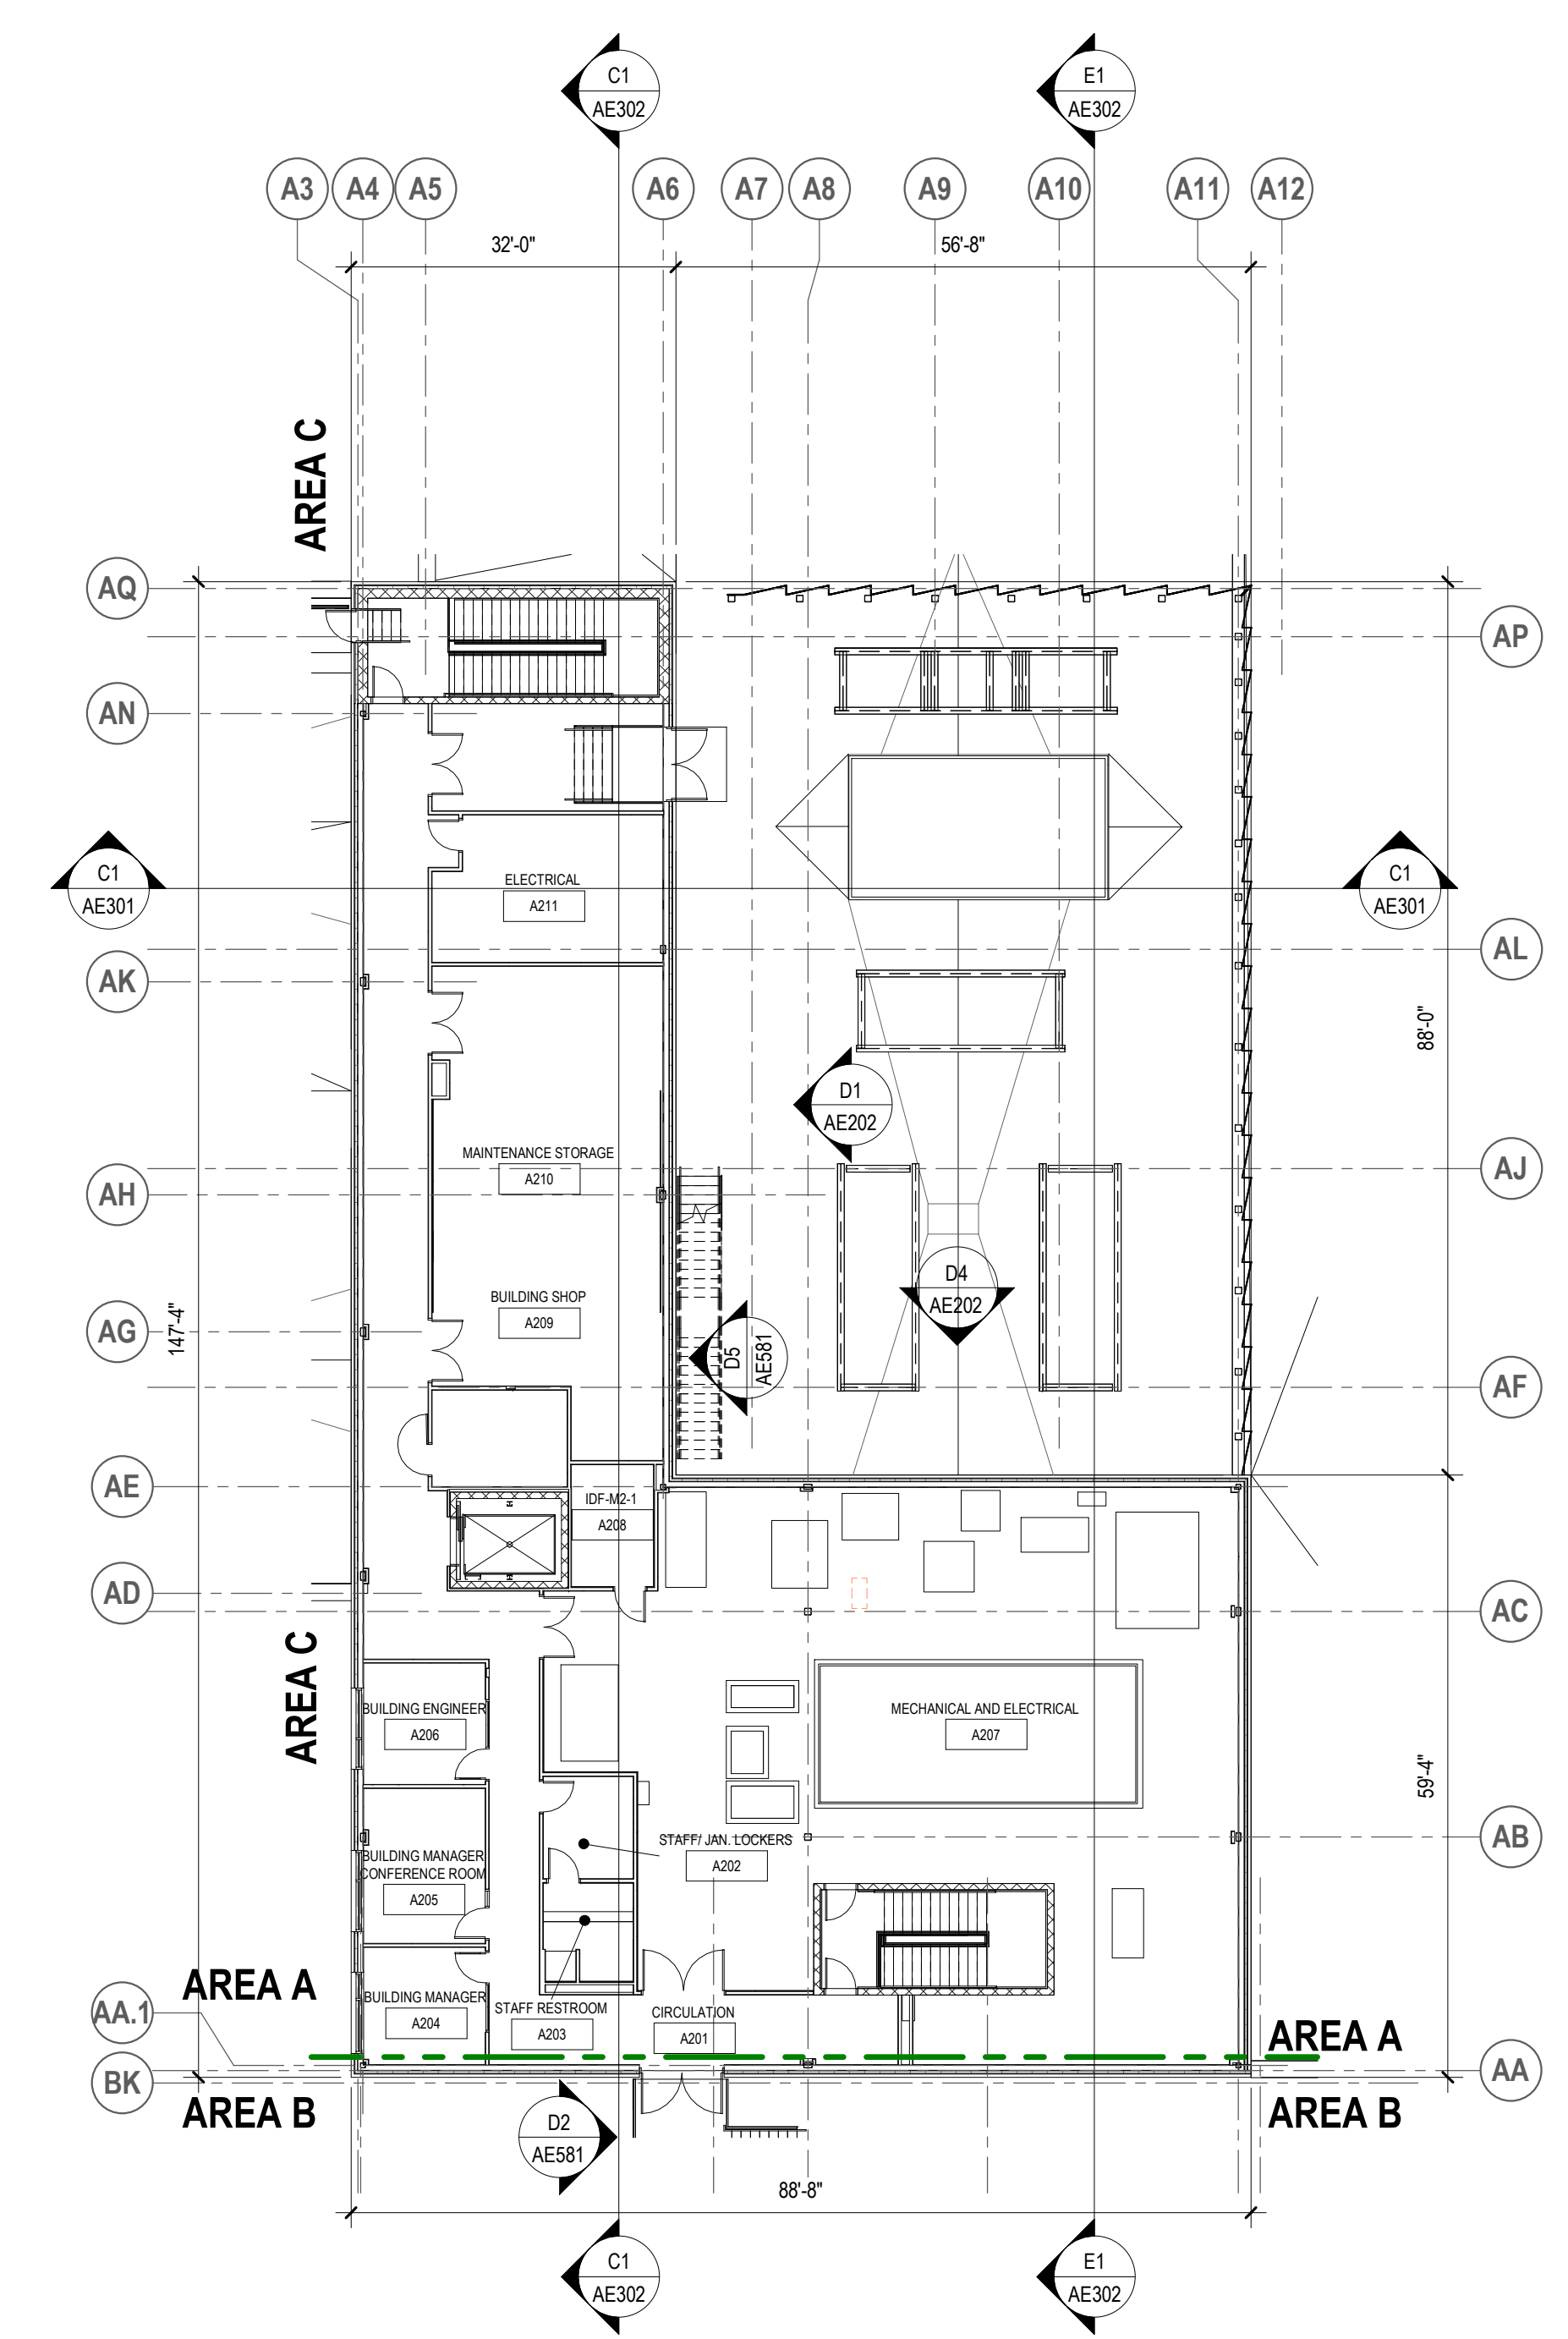 C1
AE302
E1
AE302
A3
A4
A5
A6
A7
A8
A9
A10
A11
A12
32'-0"
56'-8"
AREA C
AQ
AP
AN
C1
AE301
ELECTRICAL
A211
C1
AE301
AL
AK
88'-0"
D1
AE202
MAINTENANCE STORAGE
A210
AJ
AH
D4
AE202
BUILDING SHOP
A209
147'-4"
AG
D5
AE581
AF
AE
IDF-M2-1
A208
AD
AC
AREA C
BUILDING ENGINEER
A206
MECHANICAL AND ELECTRICAL
A207
59'-4"
STAFF/ JAN. LOCKERS
A202
AB
BUILDING MANAGER
CONFERENCE ROOM
A205
AREA A
BUILDING MANAGER
A204
STAFF RESTROOM
A203
CIRCULATION
A201
AA.1
AREA A
BK
AA
AREA B
AREA B
D2
AE581
88'-8"
C1
AE302
E1
AE302